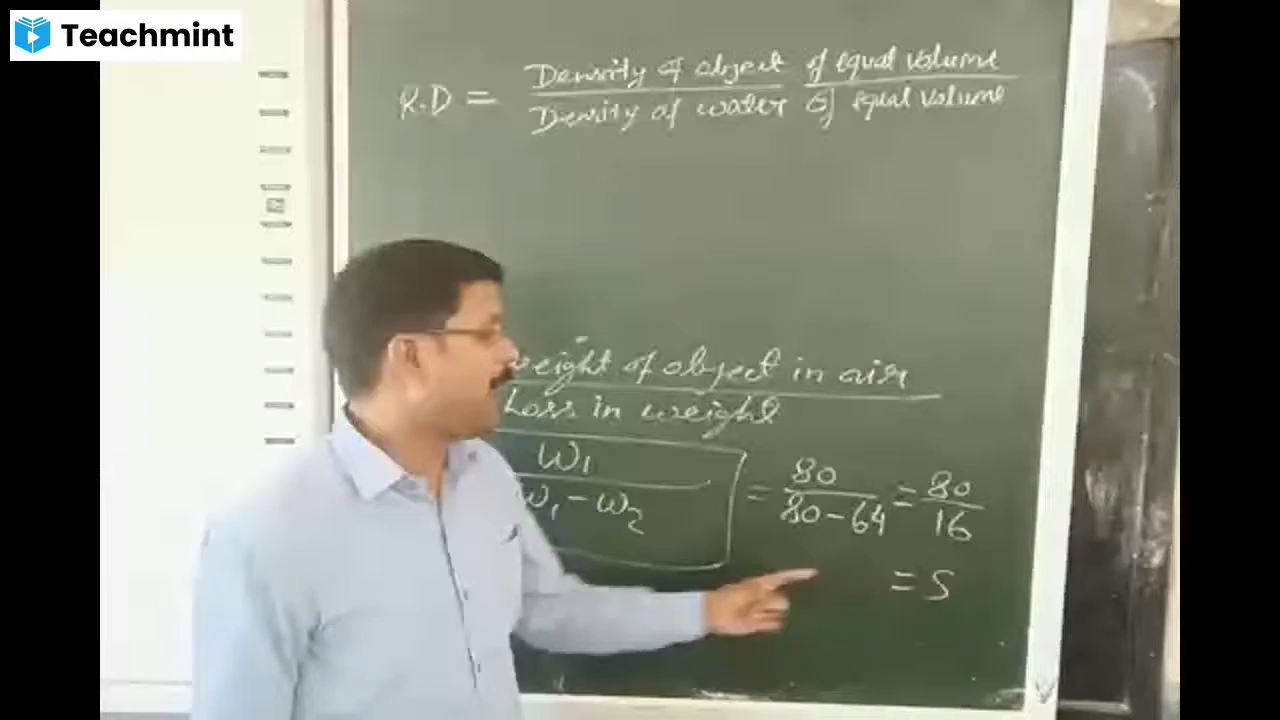 Teachmint
R.D = Density of object of equal volume / Density of water of equal volume
weight of object in air
Loss in weight
W1 / W1 - W2 = 80 / 80-64 = 80 / 16
= 5